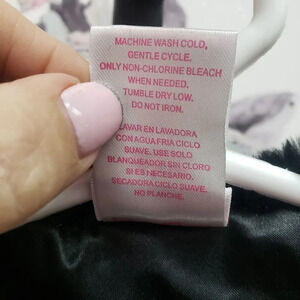 MACHINE WASH COLD,
GENTLE CYCLE.
ONLY NON-CHLORINE BLEACH
WHEN NEEDED,
TUMBLE DRY LOW.
DO NOT IRON.
LAVAR EN LAVADORA
CON AGUA FRIA CICLO
SUAVE. USE SOLO
BLANQUEADOR SIN CLORO
SI ES NECESARIO.
SECADORA CICLO SUAVE.
NO PLANCHE.